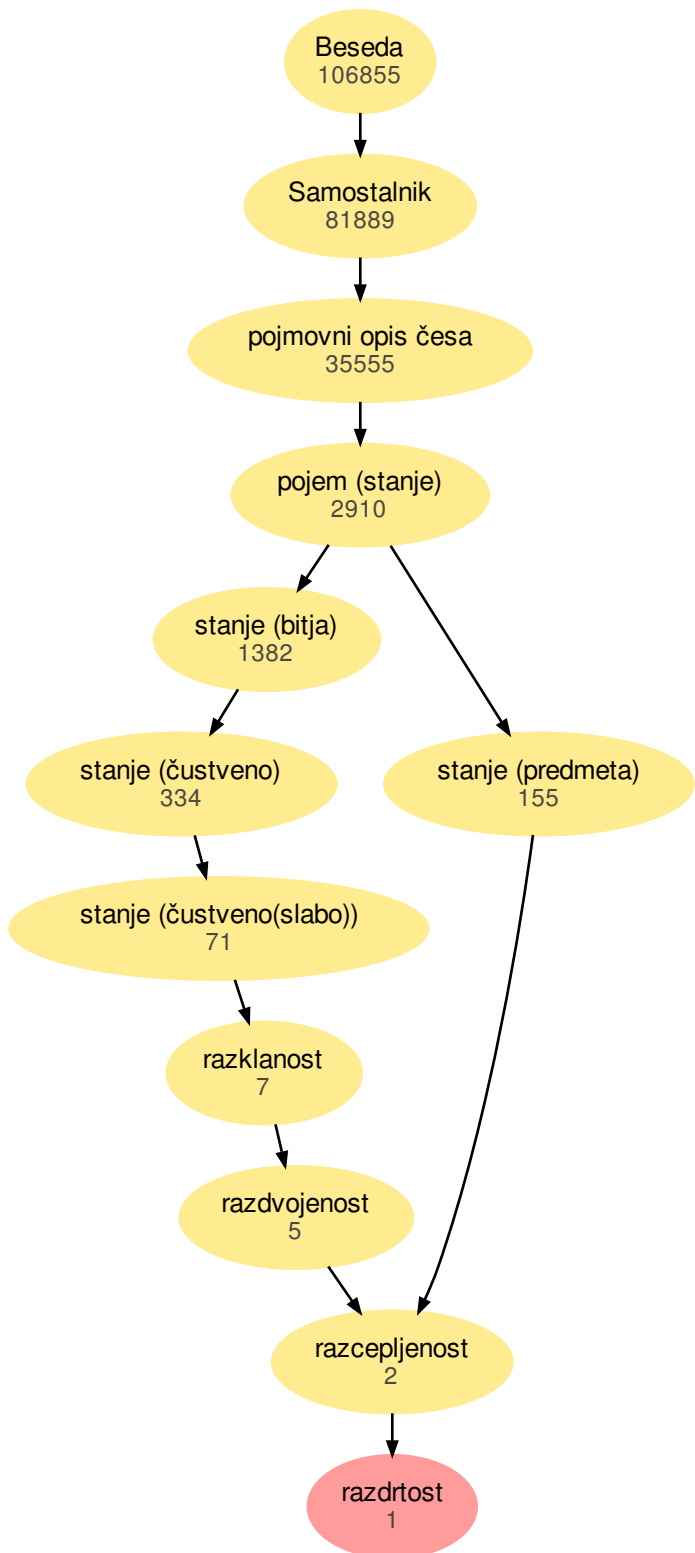 Beseda
106855
Samostalnik
81889
pojmovni opis česa
35555
pojem (stanje)
2910
stanje (bitja)
1382
stanje (čustveno)
334
stanje (predmeta)
155
stanje (čustveno(slabo))
71
razklanost
7
razdvojenost
5
razcepljenost
2
razdrtost
1